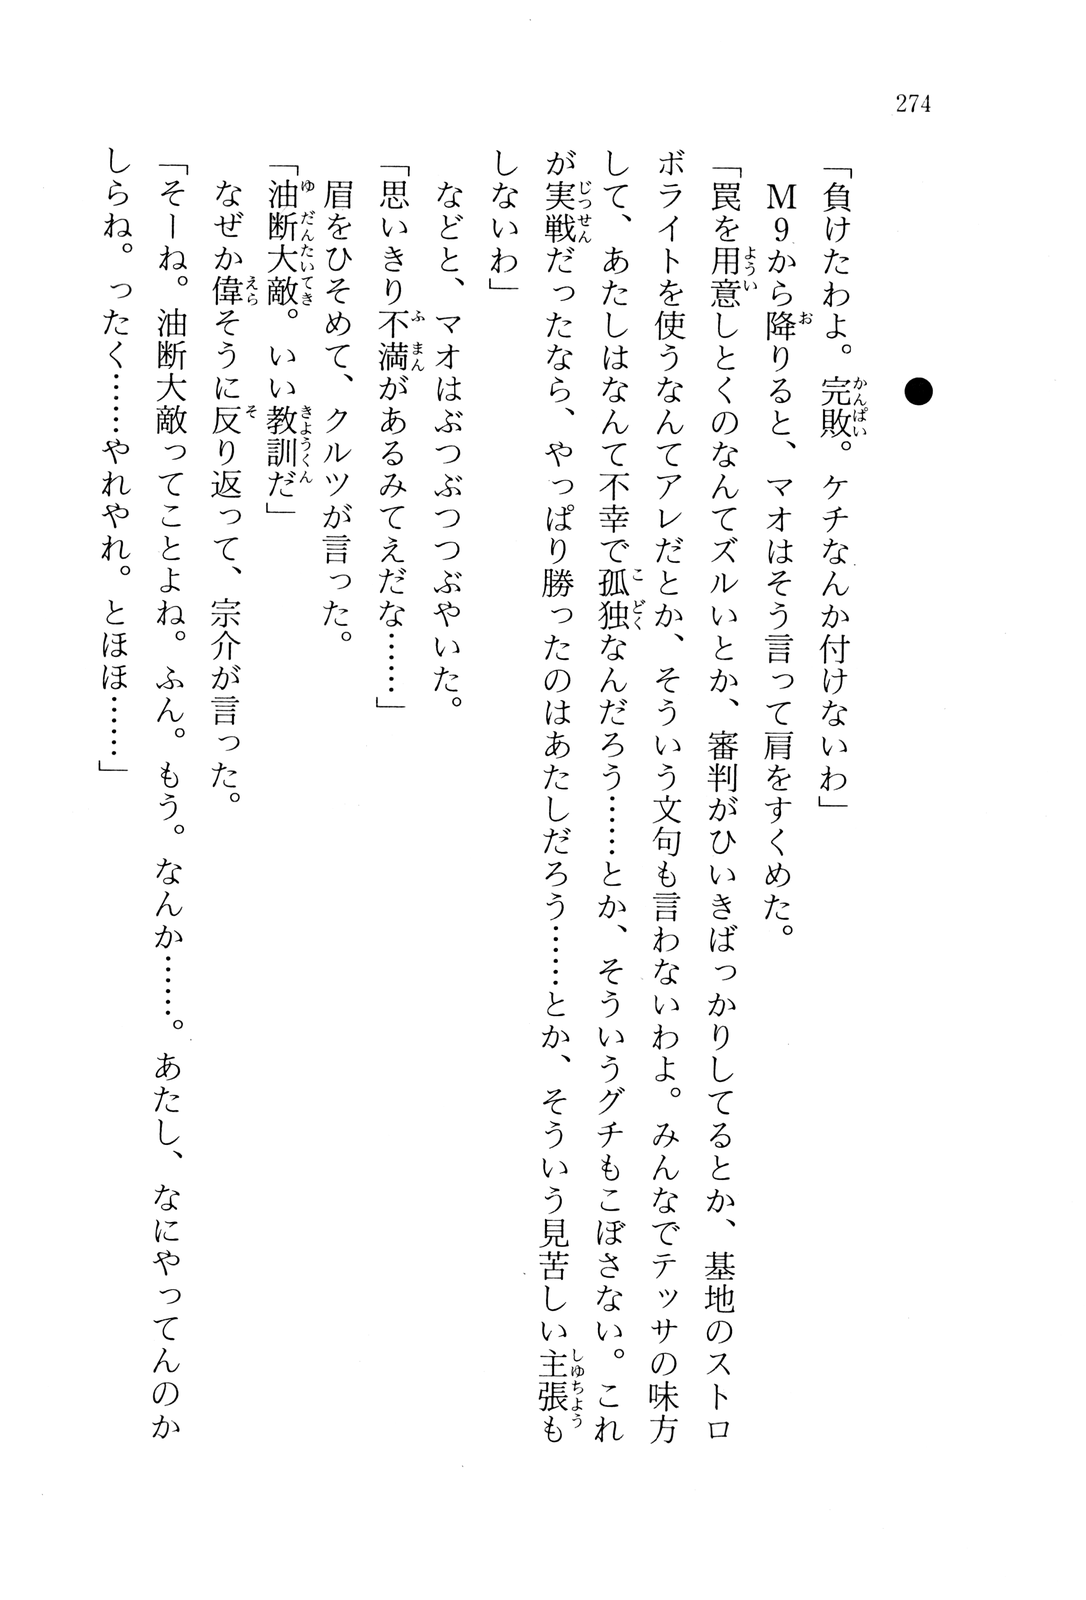 274
●
「負けたわよ。完敗。ケチなんか付けないわ」
M9から降りると、マオはそう言って肩をすくめた。
「罠を用意しとくのなんてズルいとか、審判がひいきばっかりしてるとか、基地のストロ
ボライトを使うなんてアレだとか、そういう文句も言わないわよ。みんなでテッサの味方
して、あたしはなんて不幸で孤独なんだろう……とか、そういうグチもこぼさない。これ
が実戦だったなら、やっぱり勝ったのはあたしだろう……とか、そういう見苦しい主張も
しないわ」
などと、マオはぶつぶつつぶやいた。
「思いきり不満があるみてえだな……」
眉をひそめて、クルツが言った。
「油断大敵。いい教訓だ」
なぜか偉そうに反り返って、宗介が言った。
「そーね。油断大敵ってことよね。ふん。もう。なんか……。あたし、なにやってんのか
しらね。ったく……やれやれ。とほほ……」